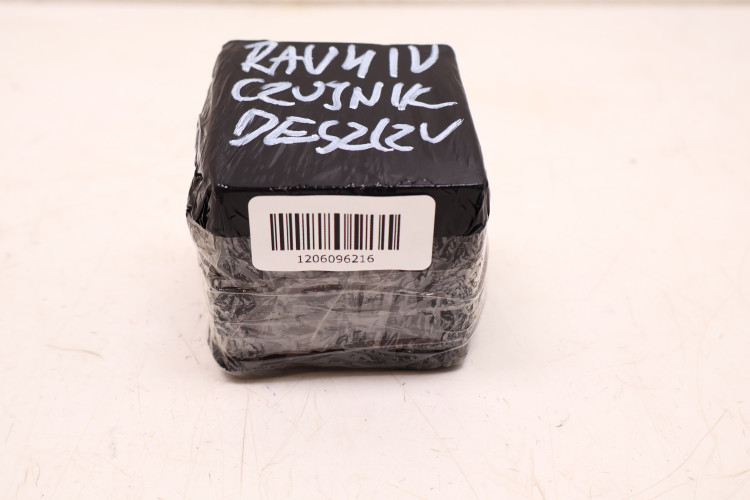 RAV4 IV
CZUJNIK
DESZCZU
1206096216